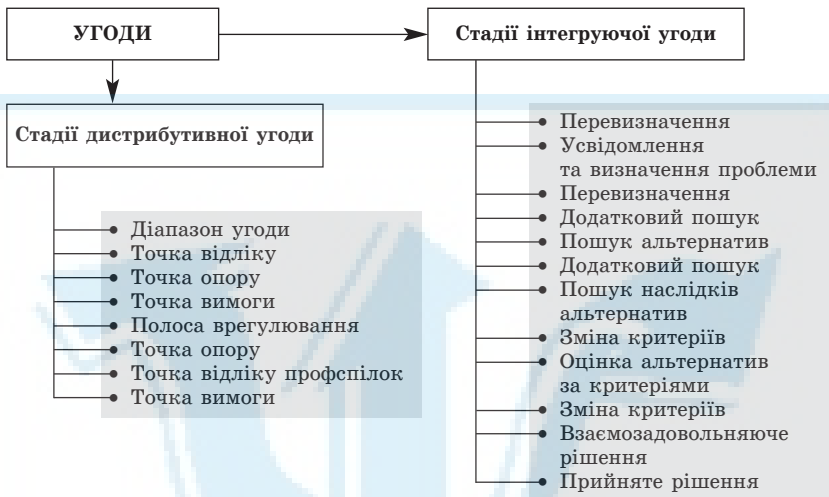 УГОДИ
Стадії дистрибутивної угоди
Діапазон угоди
Точка відліку
Точка опору
Точка вимоги
Полоса врегулювання
Точка опору
Точка відліку профспілок
Точка вимоги
Стадії інтегруючої угоди
Перевизначення
Усвідомлення
та визначення проблеми
Перевизначення
Додатковий пошук
Пошук альтернатив
Додатковий пошук
Пошук наслідків
альтернатив
Зміна критеріїв
Оцінка альтернатив
за критеріями
Зміна критеріїв
Взаємозадовольняюче
рішення
Прийняте рішення